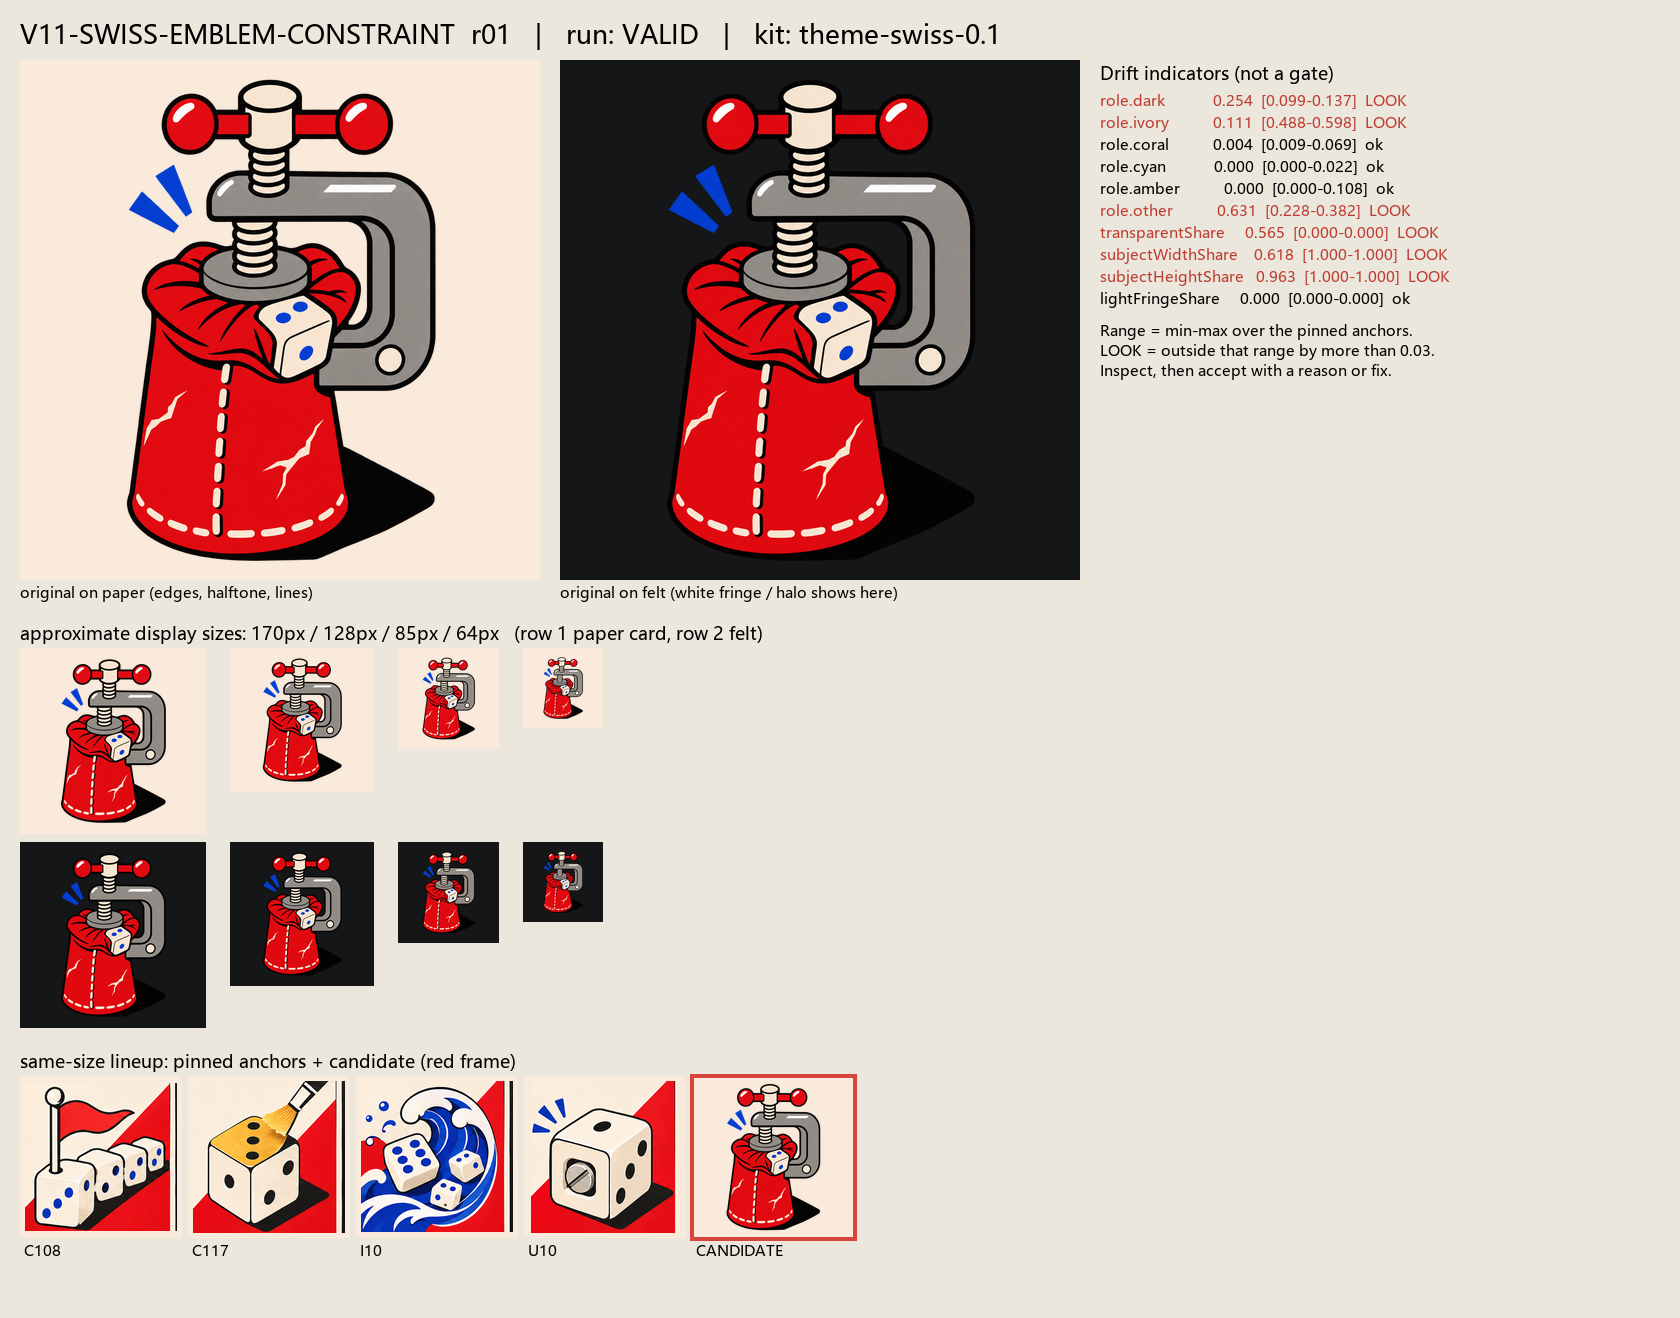 V11-SWISS-EMBLEM-CONSTRAINT r01 | run: VALID | kit: theme-swiss-0.1
Drift indicators (not a gate)
role.dark 0.254 [0.099-0.137] LOOK
role.ivory 0.111 [0.488-0.598] LOOK
role.coral 0.004 [0.009-0.069] ok
role.cyan 0.000 [0.000-0.022] ok
role.amber 0.000 [0.000-0.108] ok
role.other 0.631 [0.228-0.382] LOOK
transparentShare 0.565 [0.000-0.000] LOOK
subjectWidthShare 0.618 [1.000-1.000] LOOK
subjectHeightShare 0.963 [1.000-1.000] LOOK
lightFringeShare 0.000 [0.000-0.000] ok
Range = min-max over the pinned anchors.
LOOK = outside that range by more than 0.03.
Inspect, then accept with a reason or fix.
original on paper (edges, halftone, lines)
original on felt (white fringe / halo shows here)
approximate display sizes: 170px / 128px / 85px / 64px (row 1 paper card, row 2 felt)
same-size lineup: pinned anchors + candidate (red frame)
C108
C117
I10
U10
CANDIDATE